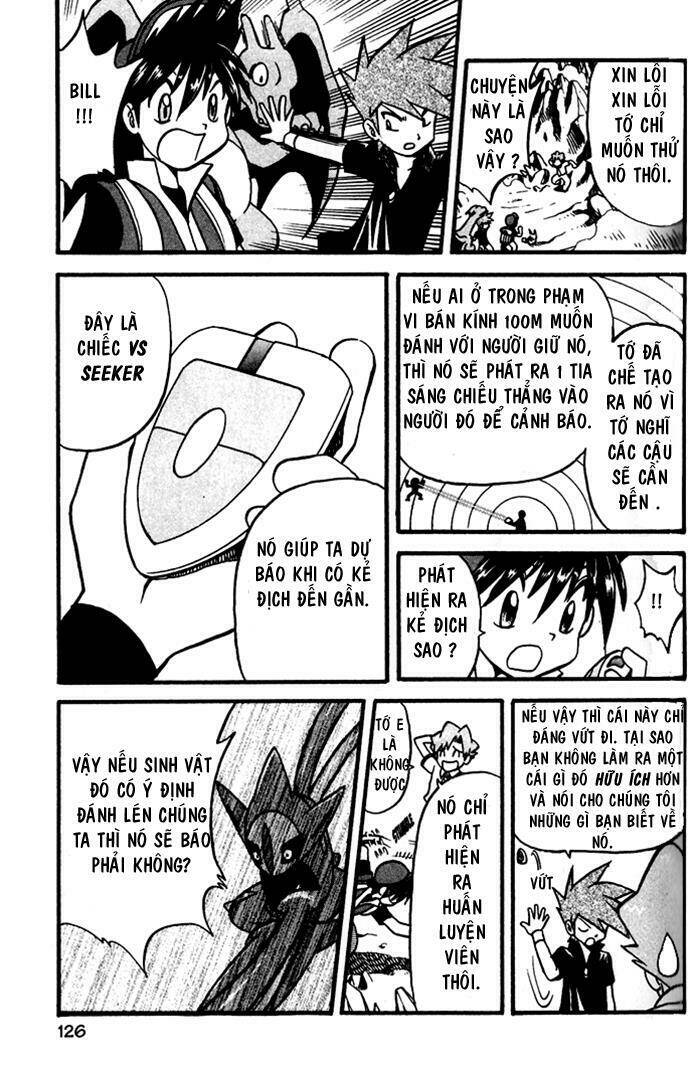 XIN LỖI
XIN LỖI
TỚ CHỈ
MUỐN THỬ
NÓ THÔI.
CHUYỆN
NÀY LÀ
SAO
VẬY ?
BILL
!!!
TỚ ĐÃ
CHẾ TẠO
RA NÓ VÌ
TỚ NGHĨ
CÁC CẬU
SẼ CẦN
ĐẾN .
NẾU AI Ở TRONG PHẠM
VI BÁN KÍNH 100M MUỐN
ĐÁNH VỚI NGƯỜI GIỮ NÓ,
THÌ NÓ SẼ PHÁT RA 1 TIA
SÁNG CHIẾU THẲNG VÀO
NGƯỜI ĐÓ ĐỂ CẢNH BÁO.
ĐÂY LÀ
CHIẾC VS
SEEKER
NÓ GIÚP TA DỰ
BÁO KHI CÓ KẺ
ĐỊCH ĐẾN GẦN.
!!
PHÁT
HIỆN RA
KẺ ĐỊCH
SAO ?
NẾU VẬY THÌ CÁI NÀY CHỈ
ĐÁNG VỨT ĐI. TẠI SAO
BẠN KHÔNG LÀM RA MỘT
CÁI GÌ ĐÓ HỮU ÍCH HƠN
VÀ NÓI CHO CHÚNG TÔI
NHỮNG GÌ BẠN BIẾT VỀ
NÓ.
VỨT
TỚ E
LÀ
KHÔNG
ĐƯỢC
NÓ CHỈ
PHÁT
HIỆN
RA
HUẤN
LUYỆN
VIÊN
THÔI.
VẬY NẾU SINH VẬT
ĐÓ CÓ Ý ĐỊNH
ĐÁNH LÉN CHÚNG
TA THÌ NÓ SẼ BÁO
PHẢI KHÔNG?
126